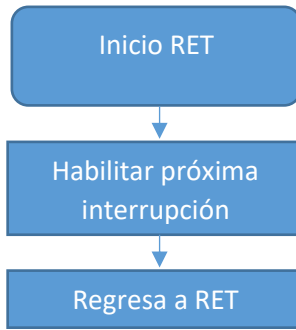 Inicio RET
Habilitar próxima
interrupción
Regresa a RET